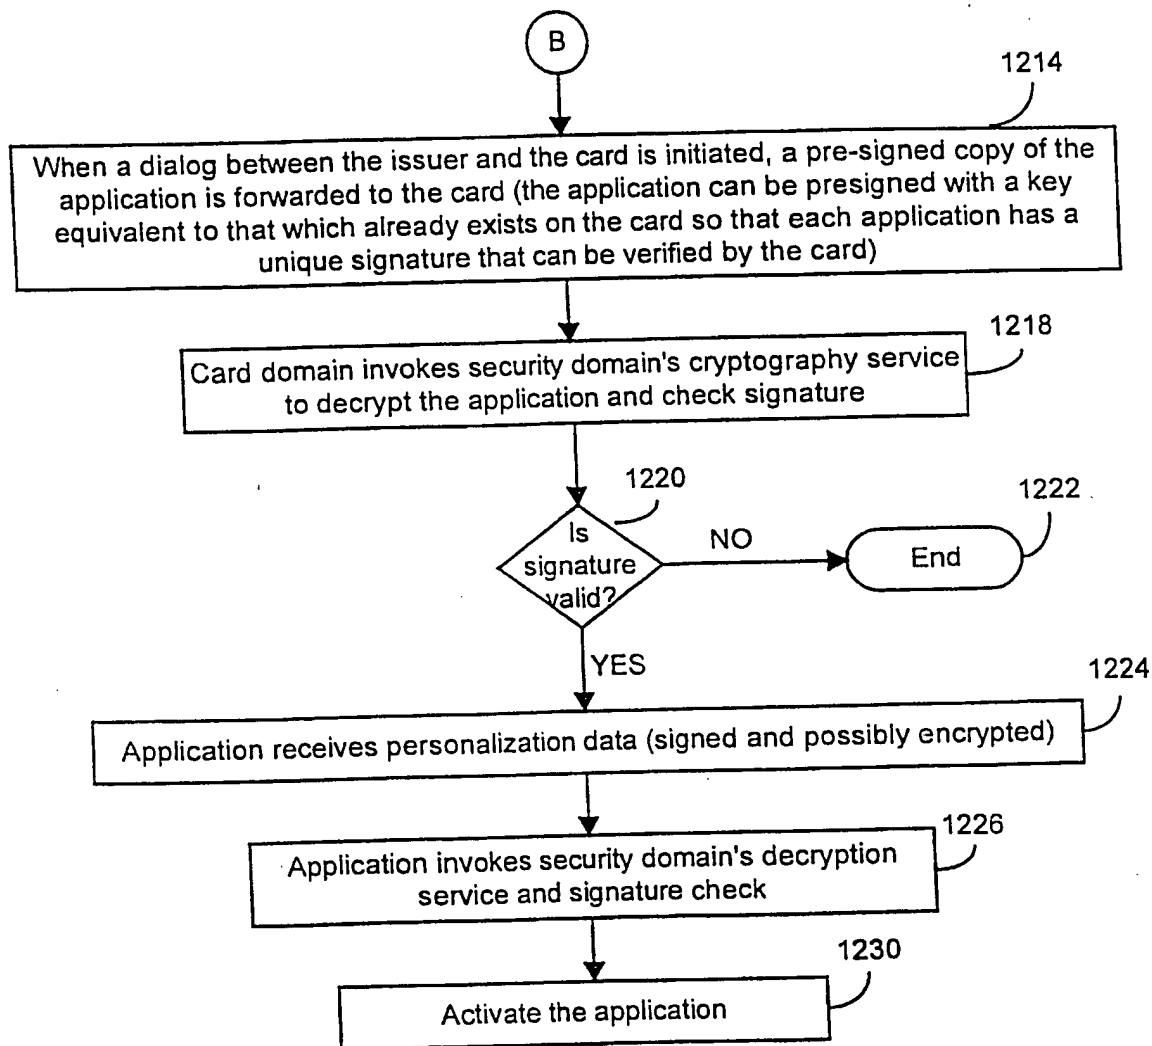 B
1214
When a dialog between the issuer and the card is initiated, a pre-signed copy of the
application is forwarded to the card (the application can be presigned with a key
equivalent to that which already exists on the card so that each application has a
unique signature that can be verified by the card)
1218
Card domain invokes security domain's cryptography service
to decrypt the application and check signature
1220
Is
signature
valid?
NO
1222
End
YES
1224
Application receives personalization data (signed and possibly encrypted)
1226
Application invokes security domain's decryption
service and signature check
1230
Activate the application